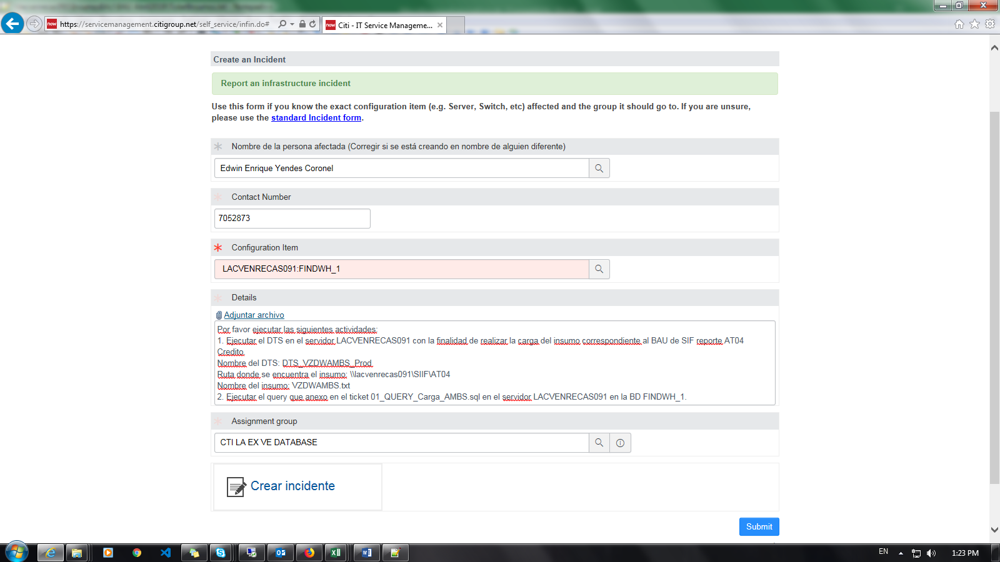 https://servicemanagement.citigroup.net/self_service/infin.do#
now Citi - IT Service Manageme...
Create an Incident
Report an infrastructure incident
Use this form if you know the exact configuration item (e.g. Server, Switch, etc) affected and the group it should go to. If you are unsure,
please use the standard Incident form.
Nombre de la persona afectada (Corregir si se está creando en nombre de alguien diferente)
Edwin Enrique Yendes Coronel
Contact Number
7052873
Configuration Item
LACVENRECAS091:FINDWH_1
Details
Adjuntar archivo
Por favor ejecutar las siguientes actividades:
1. Ejecutar el DTS en el servidor LACVENRECAS091 con la finalidad de realizar la carga del insumo correspondiente al BAU de SIF reporte AT04
Credito.
Nombre del DTS: DTS_VZDWAMBS_Prod.
Ruta donde se encuentra el insumo: \\lacvenrecas091\SIIF\AT04
Nombre del insumo: VZDWAMBS.txt
2. Ejecutar el query que anexo en el ticket 01_QUERY_Carga_AMBS.sql en el servidor LACVENRECAS091 en la BD FINDWH_1.
Assignment group
CTI LA EX VE DATABASE
Crear incidente
Submit
EN
1:23 PM